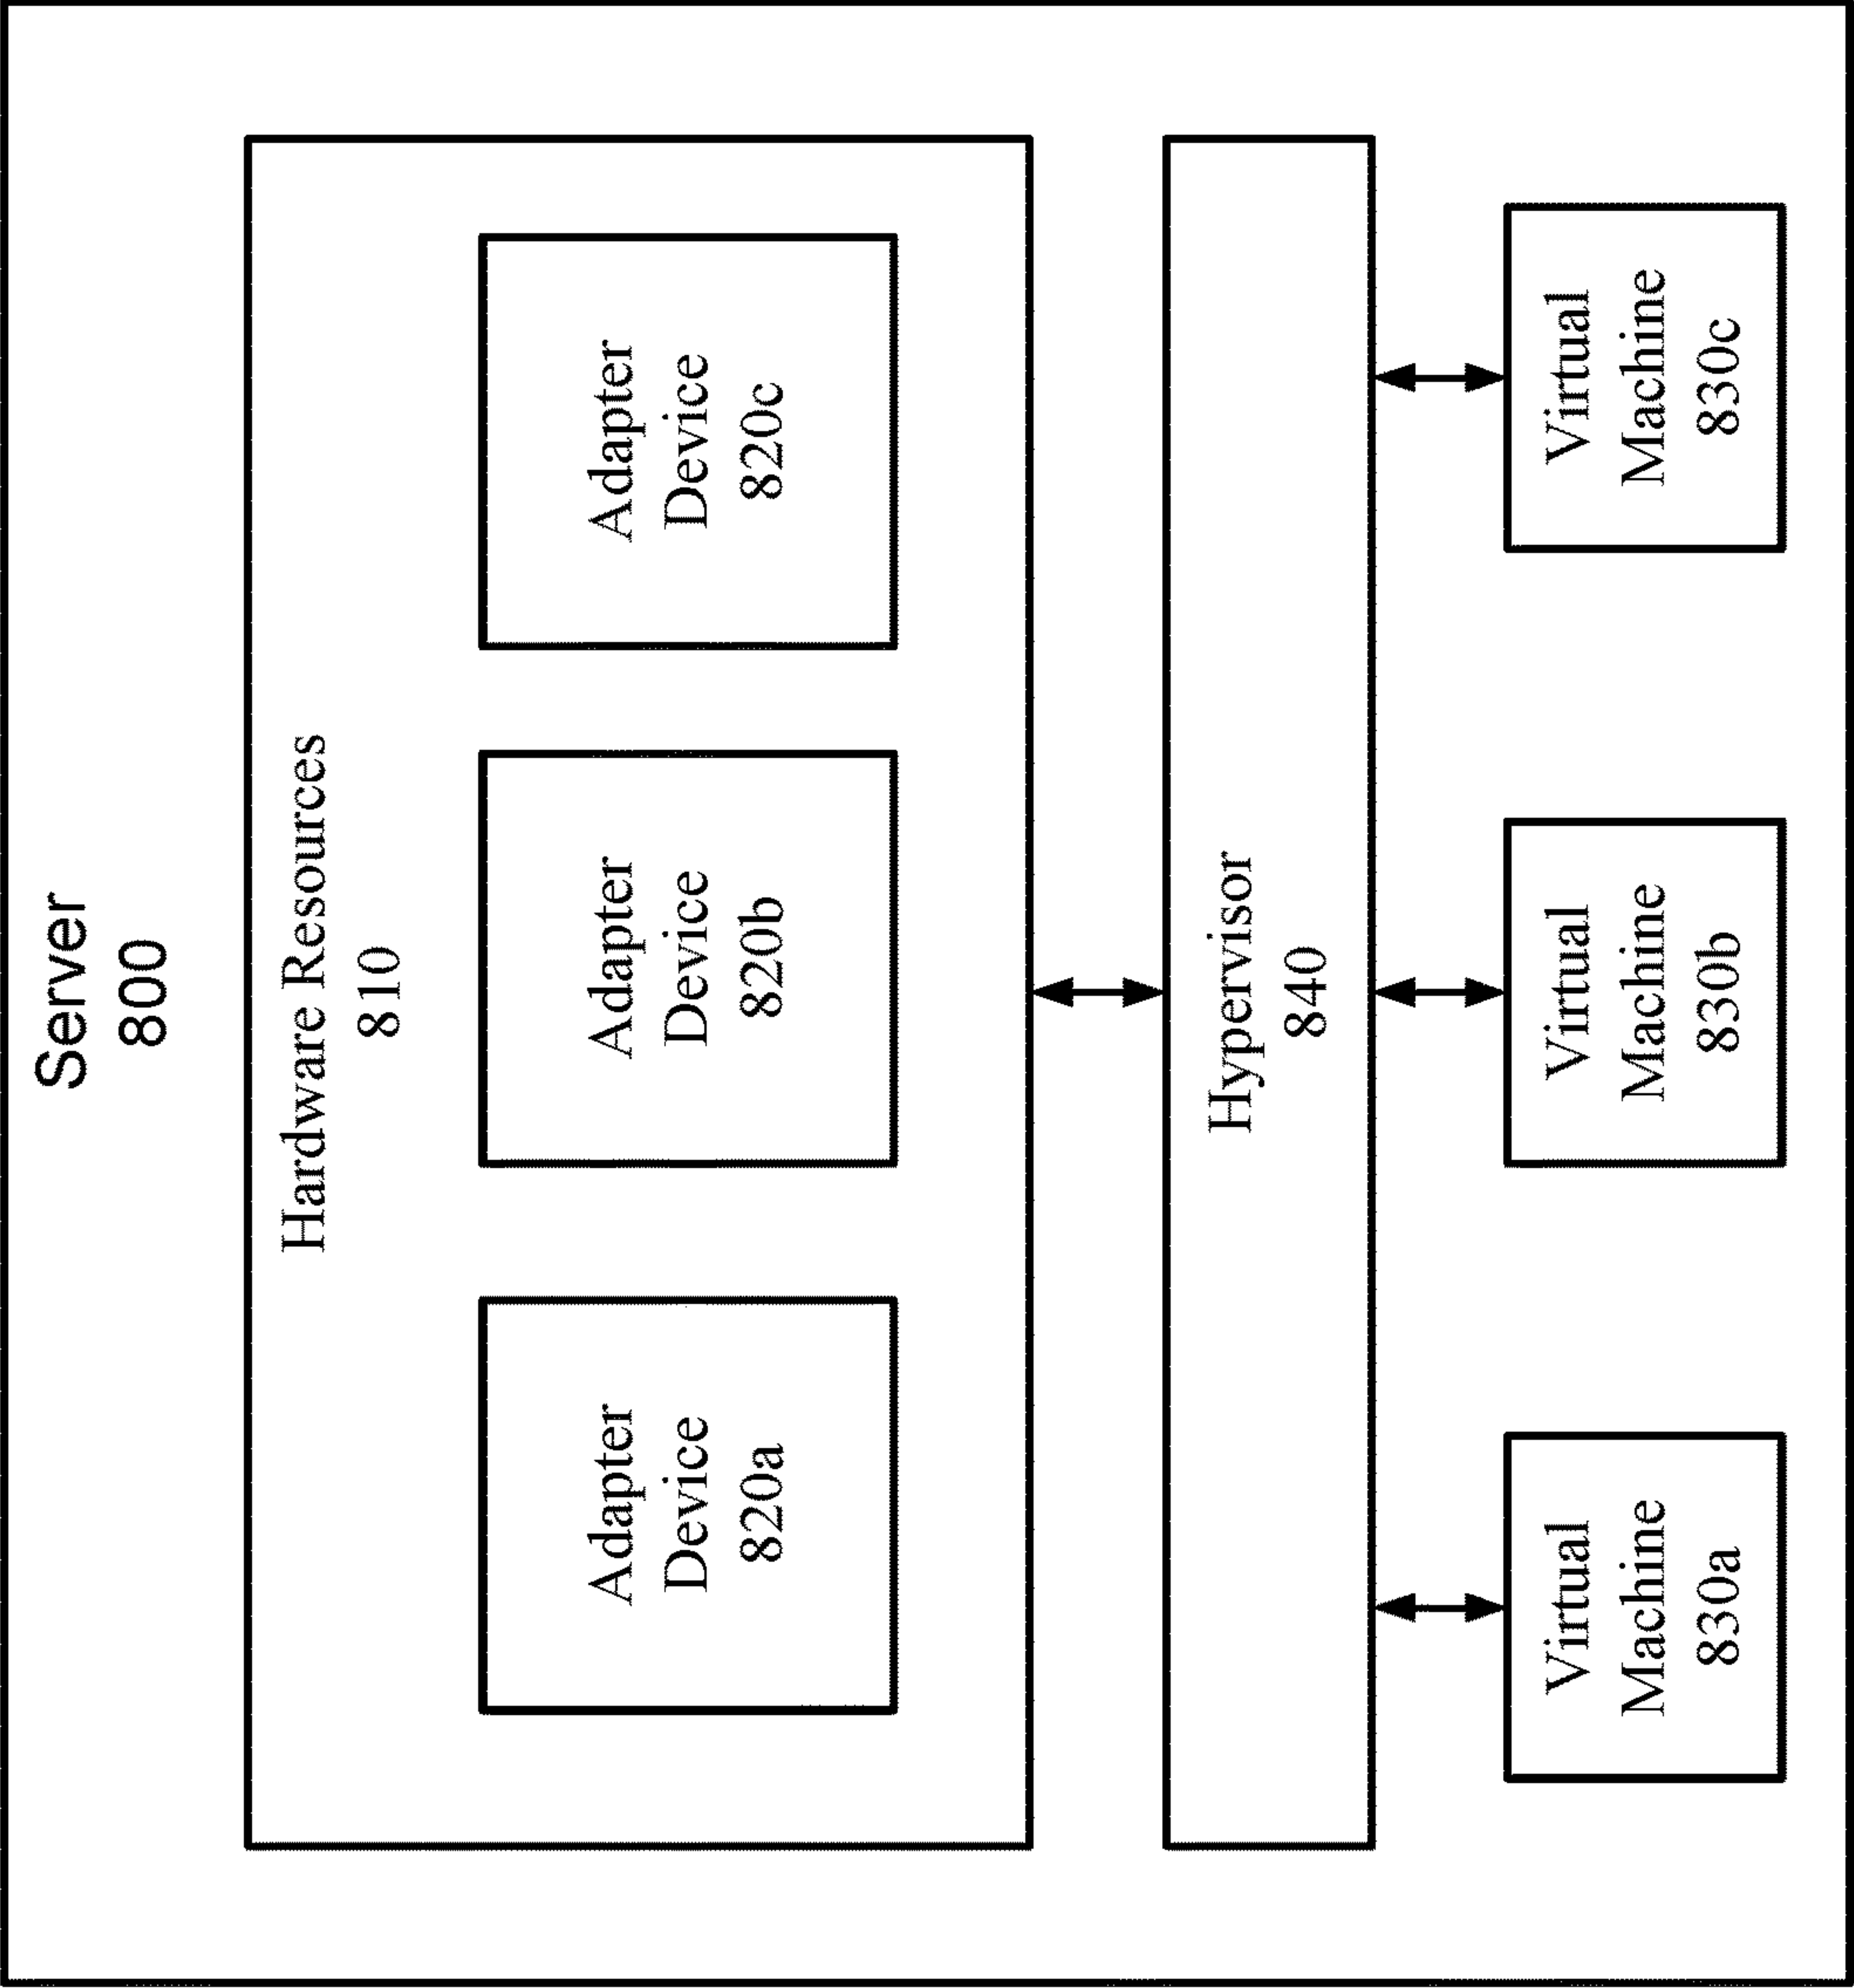 Server
800
Hardware Resources
810
Adapter
Device
820a
Adapter
Device
820b
Adapter
Device
820c
Hypervisor
840
Virtual
Machine
830a
Virtual
Machine
830b
Virtual
Machine
830c